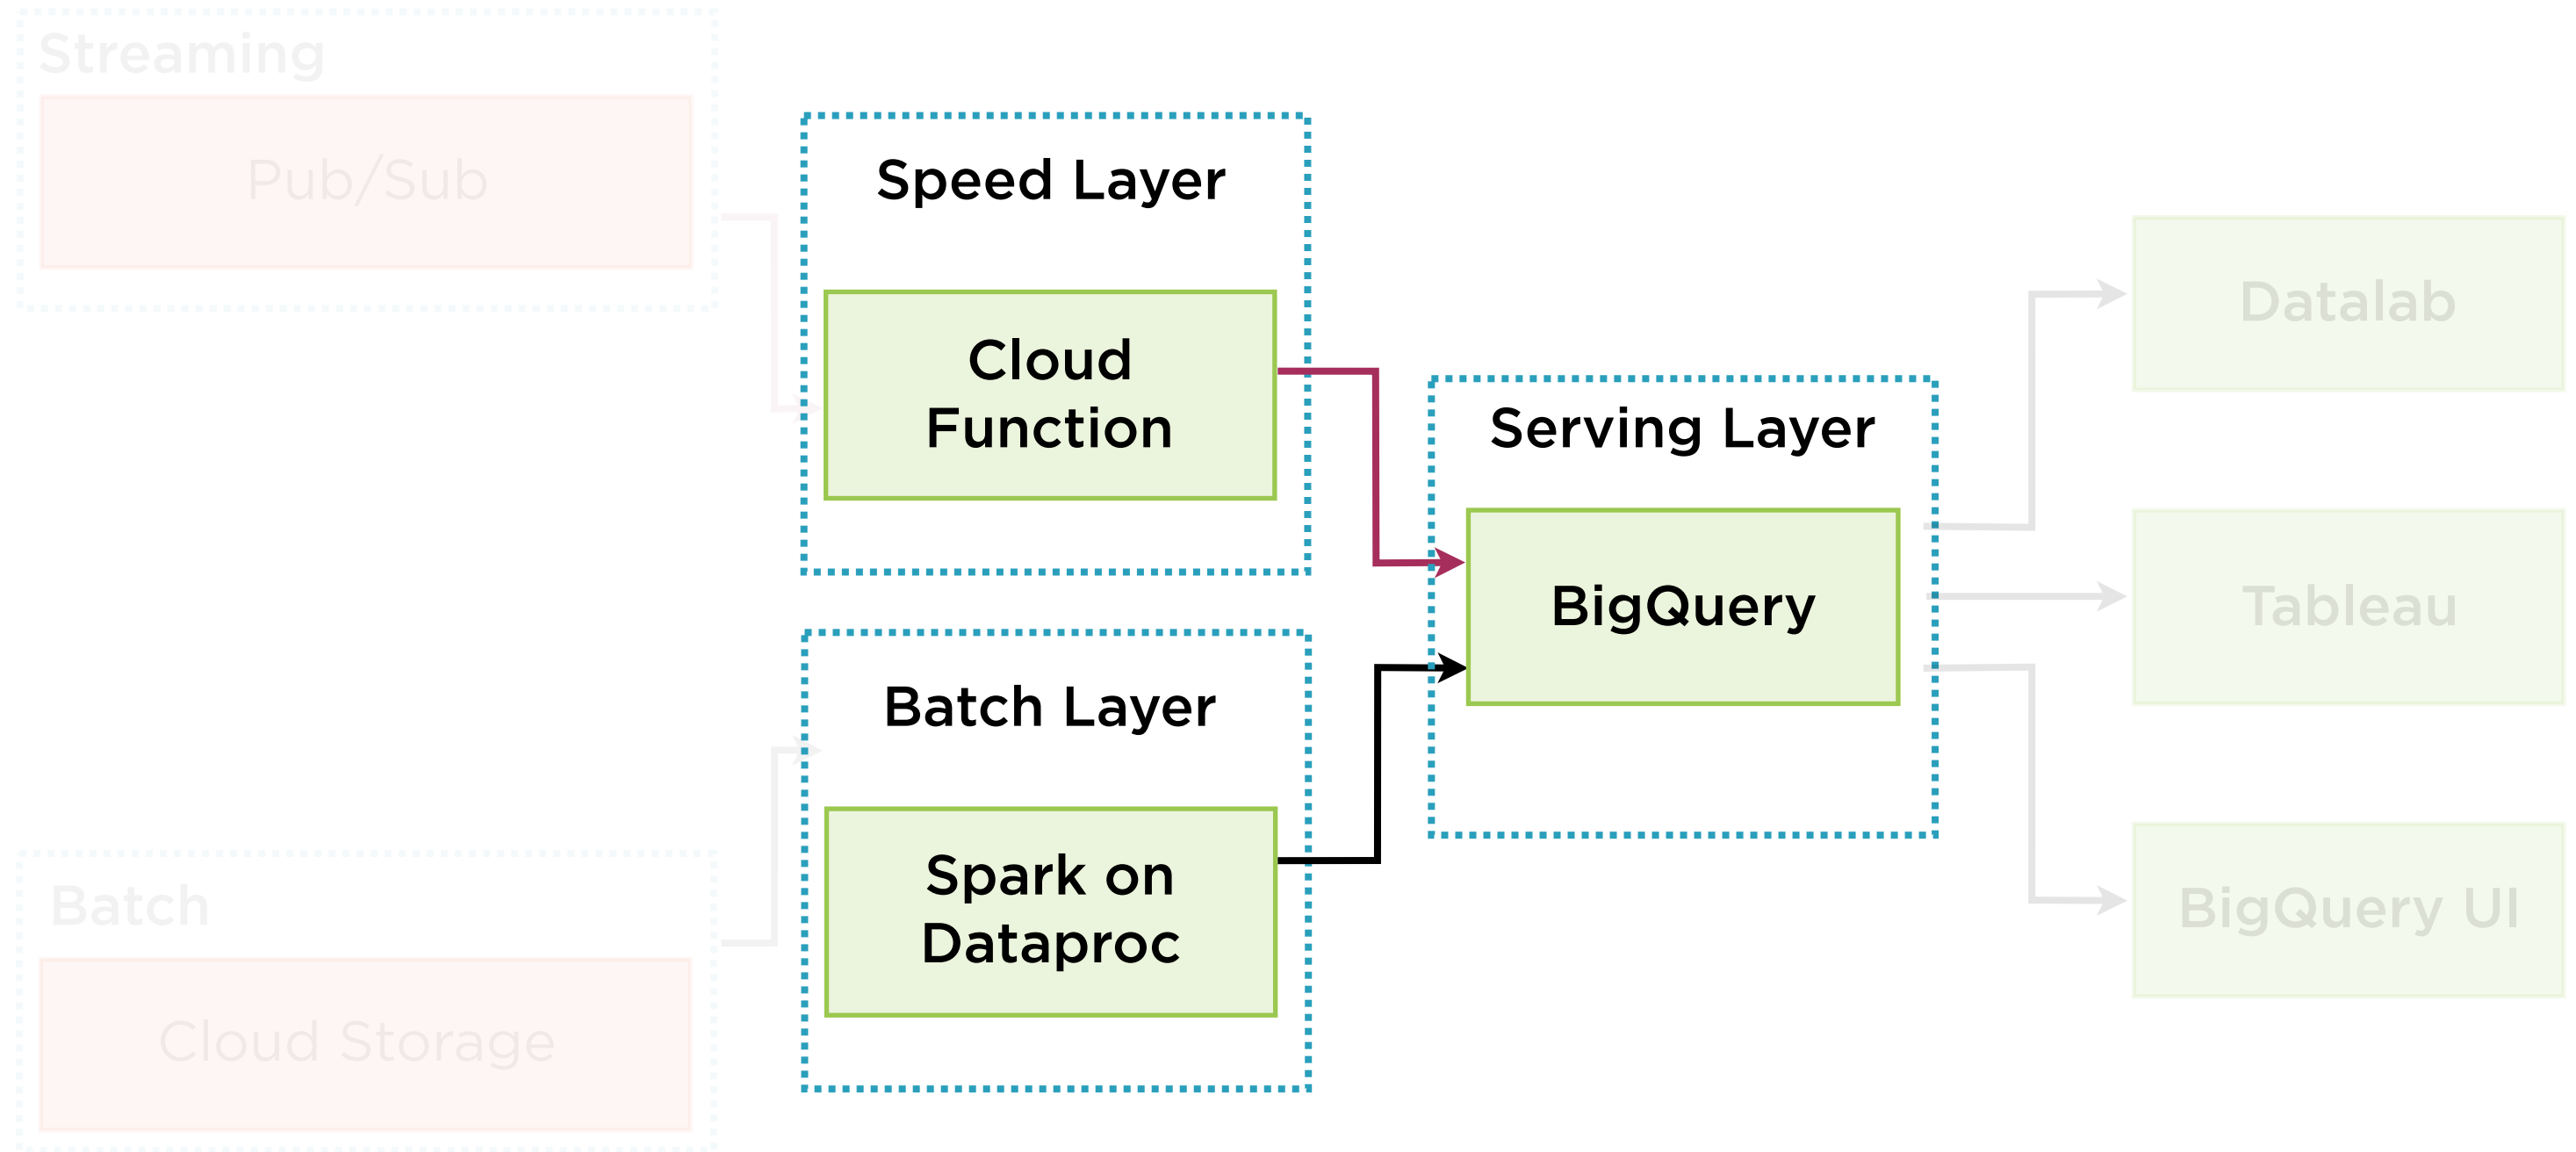 Streaming
Pub/Sub
Speed Layer
Cloud
Function
Batch Layer
Spark on
Dataproc
Batch
Cloud Storage
Serving Layer
BigQuery
Datalab
Tableau
BigQuery UI